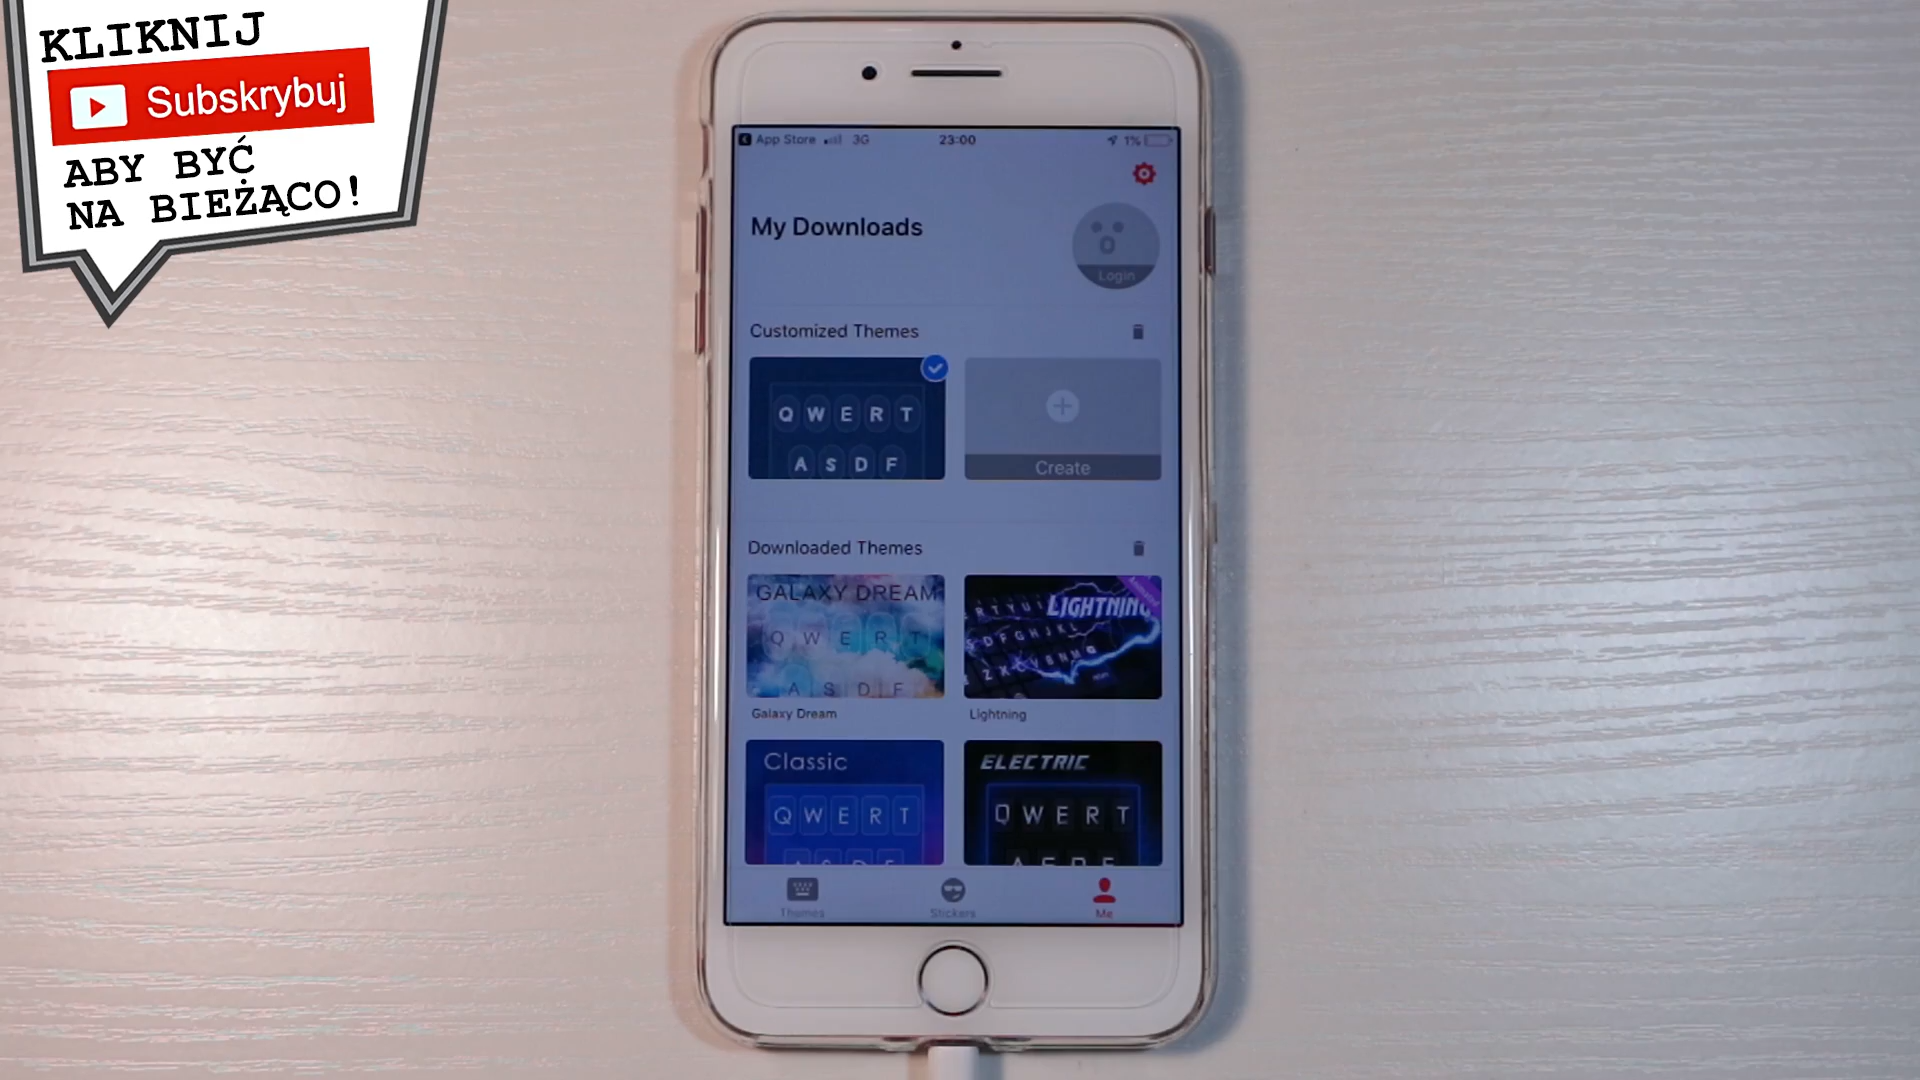 KLIKNIJ
Subskrybuj
ABY BYĆ
NA BIEŻĄCO!
App Store 3G 23:00 1%
My Downloads
Login
Customized Themes
Q W E R T
A S D F
Create
Downloaded Themes
GALAXY DREAM
Q W E R T
A S D F
Galaxy Dream
LIGHTNING
R T Y U
S D F G H J K L
Z X C V B N M
Lightning
Classic
Q W E R T
A S D F
ELECTRIC
Q W E R T
A S D F
Themes Stickers Me